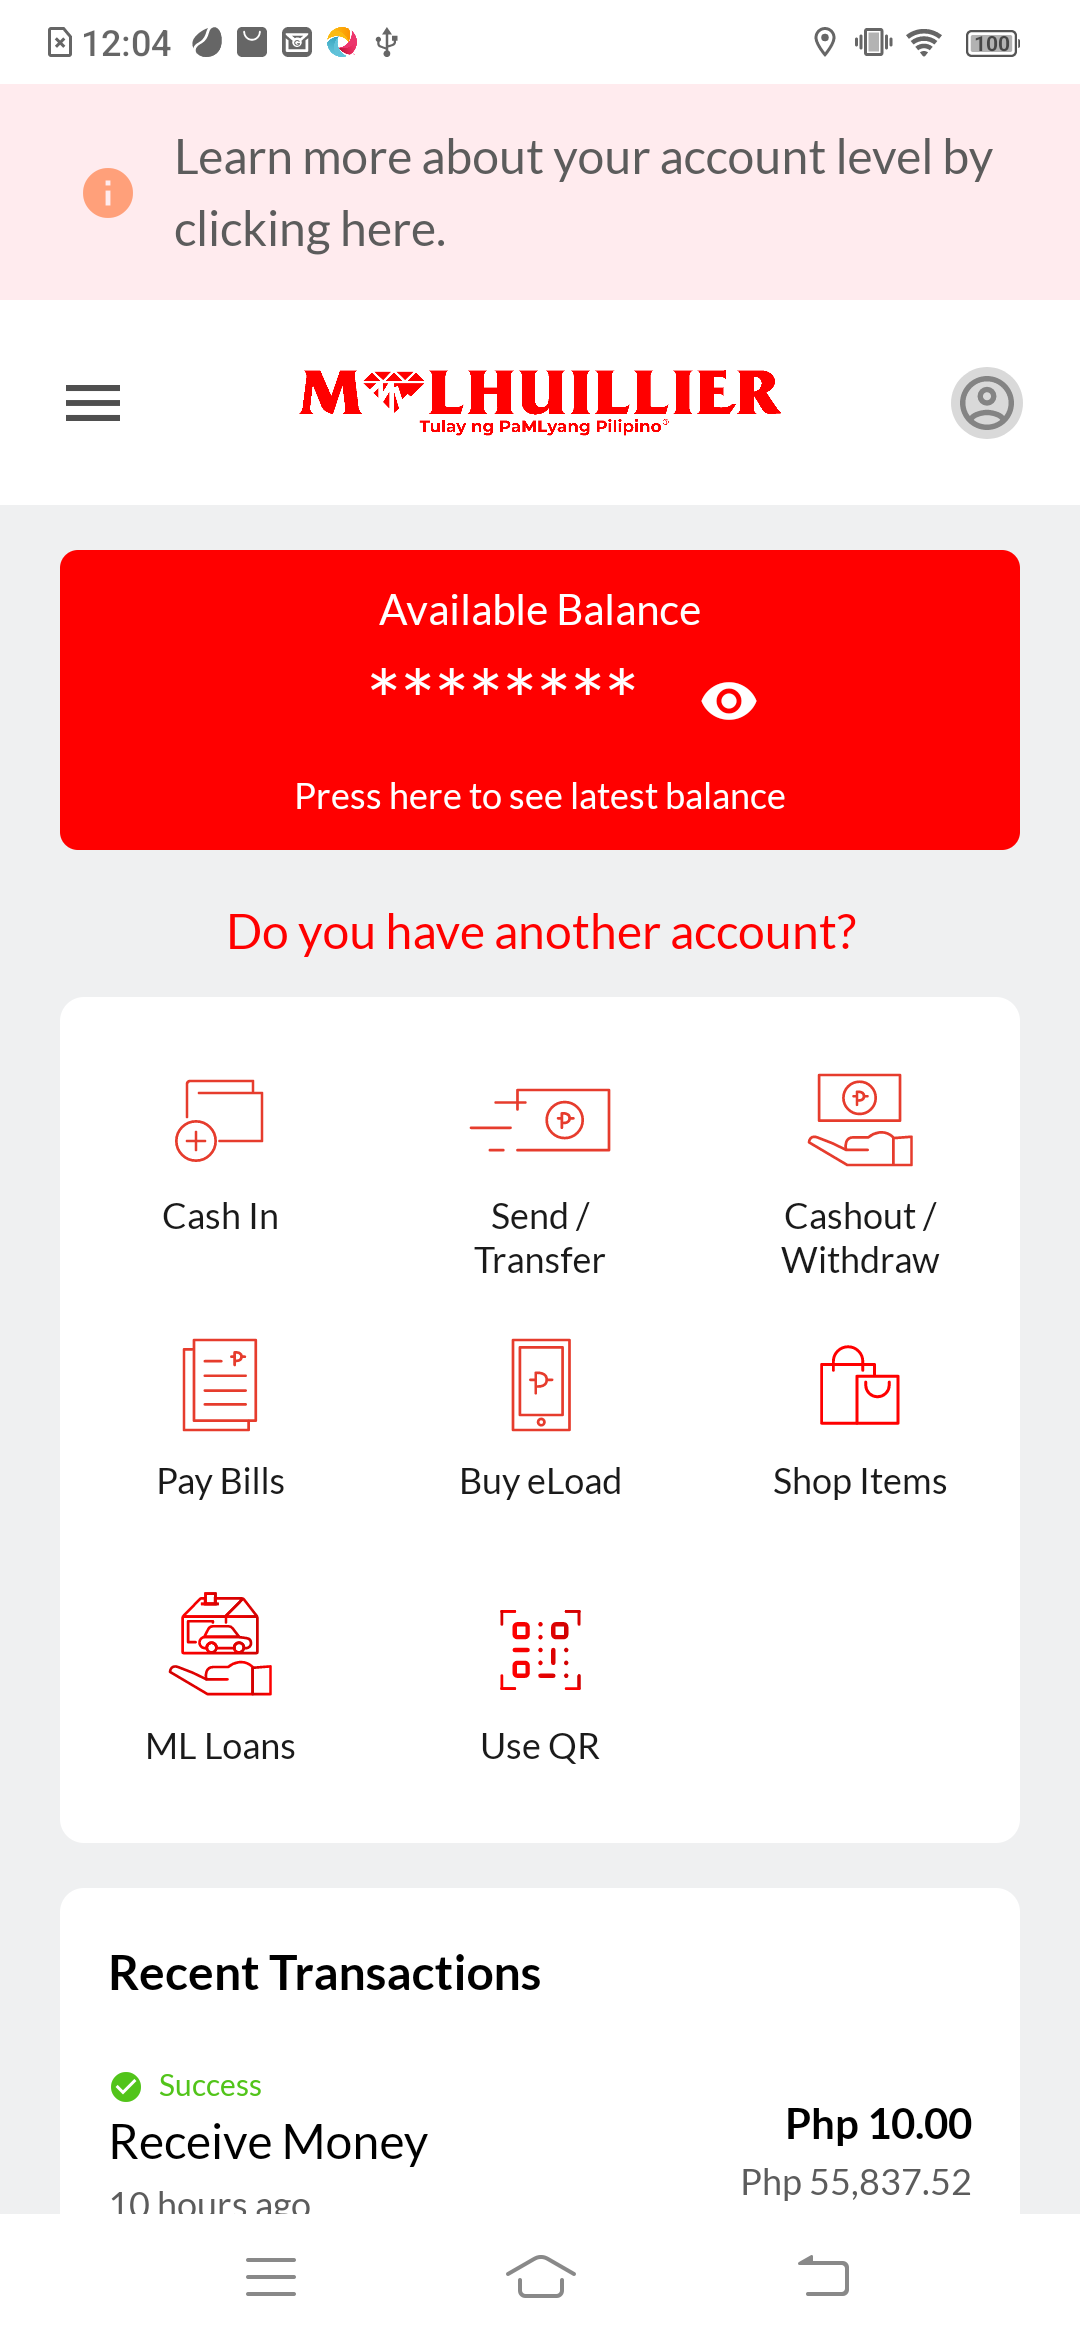 12:04
100
Learn more about your account level by
clicking here.
M LHUILLIER
Tulay ng PaMLyang Pilipino®
Available Balance
********
Press here to see latest balance
Do you have another account?
Cash In
Send /
Transfer
Cashout /
Withdraw
Pay Bills
Buy eLoad
Shop Items
ML Loans
Use QR
Recent Transactions
Success
Receive Money
Php 10.00
Php 55,837.52
10 hours ago